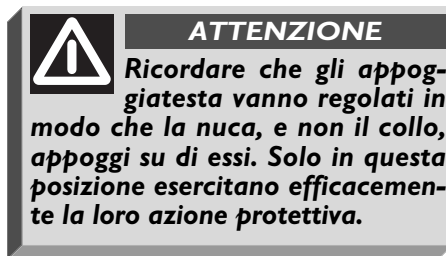 ATTENZIONE
Ricordare che gli appog-
giatesta vanno regolati in
modo che la nuca, e non il collo,
appoggi su di essi. Solo in questa
posizione esercitano efficacemen-
te la loro azione protettiva.